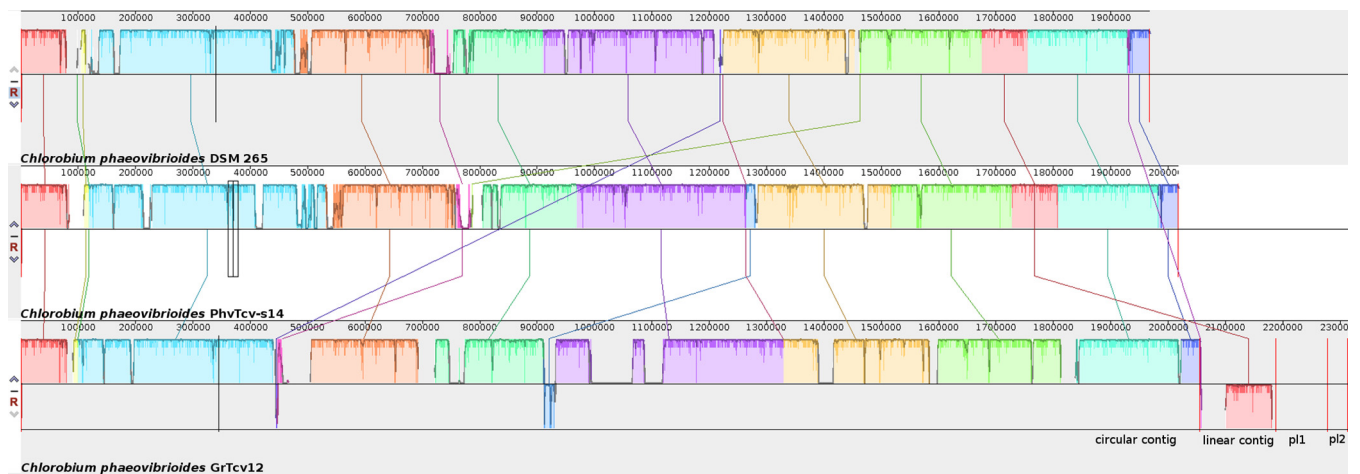 100000 200000 300000 400000 500000 600000 700000 800000 900000 1000000 1100000 1200000 1300000 1400000 1500000 1600000 1700000 1800000 1900000
R
Chlorobium phaeovibrioides DSM 265
100000 200000 300000 400000 500000 600000 700000 800000 900000 1000000 1100000 1200000 1300000 1400000 1500000 1600000 1700000 1800000 1900000
R
Chlorobium phaeovibrioides PhvTcv-s14
100000 200000 300000 400000 500000 600000 700000 800000 900000 1000000 1100000 1200000 1300000 1400000 1500000 1600000 1700000 1800000 1900000 2000000 2100000 2200000
R
circular contig linear contig pl1 pl2
Chlorobium phaeovibrioides GrTcv12